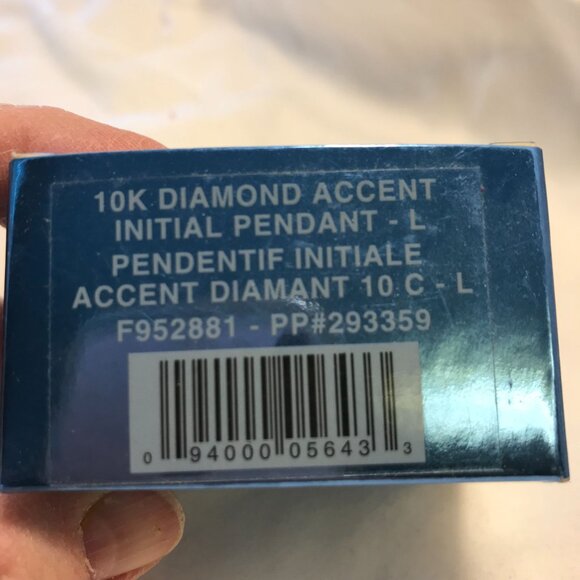 10K DIAMOND ACCENT
INITIAL PENDANT - L
PENDENTIF INITIALE
ACCENT DIAMANT 10 C - L
F952881 - PP#293359
0 94000 05643 3